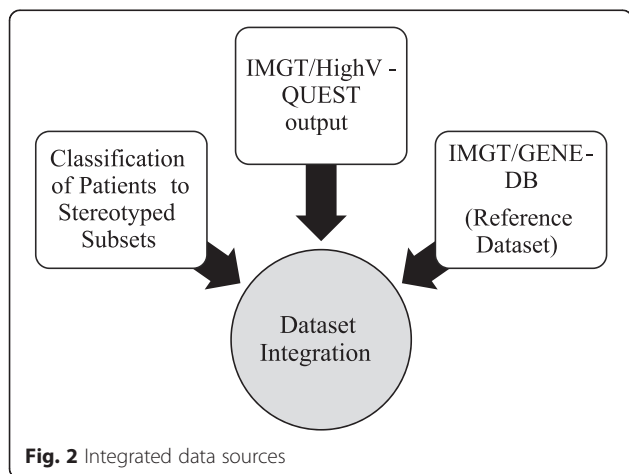 IMGT/HighV -
QUEST
output
Classification
of Patients to
Stereotyped
Subsets
IMGT/GENE-
DB
(Reference
Dataset)
Dataset
Integration
Fig. 2 Integrated data sources